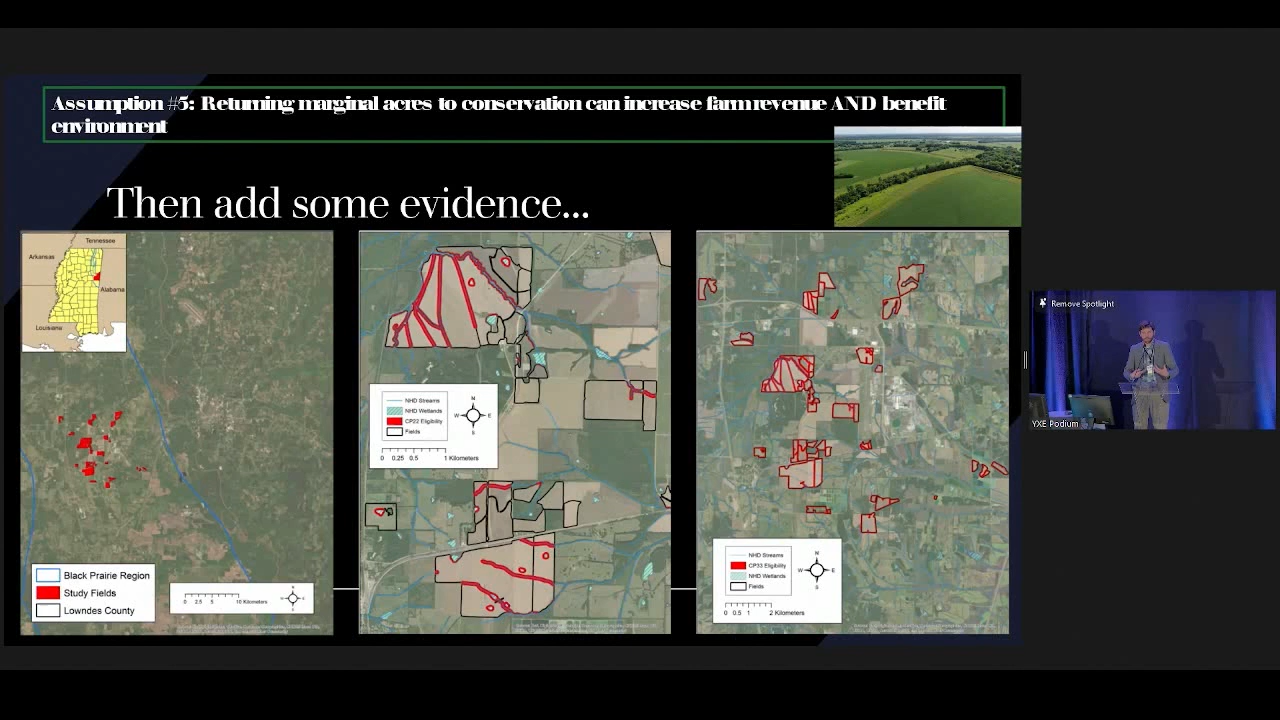 Assumption #5: Returning marginal acres to conservation can increase farm revenue AND benefit
environment
Then add some evidence...
Tennessee
Arkansas
Alabama
Louisiana
Black Prairie Region
Study Fields
Lowndes County
0 2.5 5 10 Kilometers
NHD Streams
NHD Wetlands
CP22 Eligibility
Fields
N
W E
S
0 0.25 0.5 1 Kilometers
NHD Streams
CP33 Eligibility
NHD Wetlands
Fields
N
W E
S
0 0.5 1 2 Kilometers
Remove Spotlight
YXE Podium